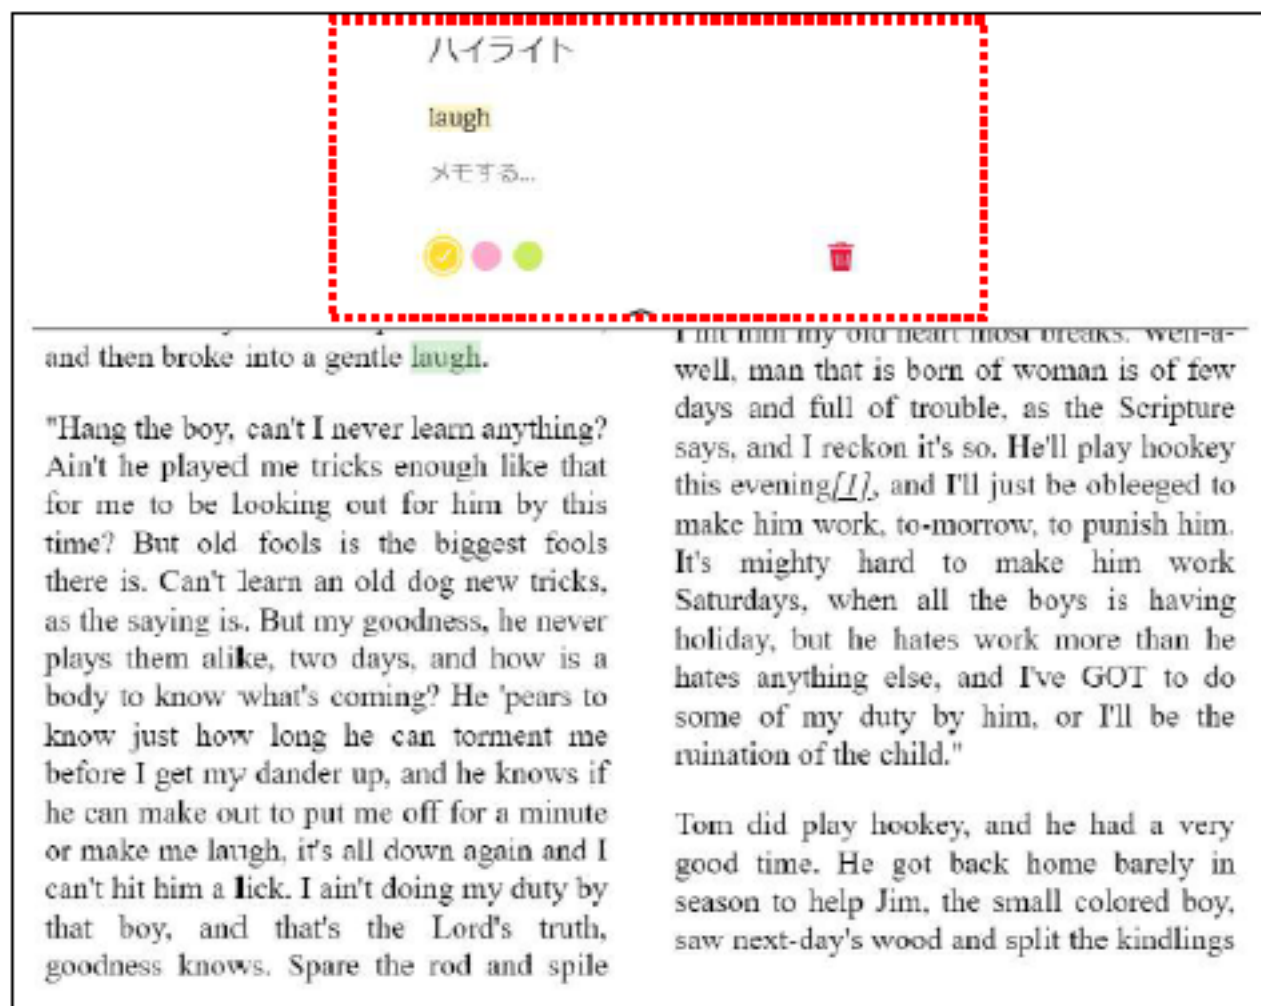 ハイライト
laugh
メモする...
and then broke into a gentle laugh.
"Hang the boy, can't I never learn anything?
Ain't he played me tricks enough like that
for me to be looking out for him by this
time? But old fools is the biggest fools
there is. Can't learn an old dog new tricks,
as the saying is. But my goodness, he never
plays them alike, two days, and how is a
body to know what's coming? He 'pears to
know just how long he can torment me
before I get my dander up, and he knows if
he can make out to put me off for a minute
or make me laugh, it's all down again and I
can't hit him a lick. I ain't doing my duty by
that boy, and that's the Lord's truth,
goodness knows. Spare the rod and spile
I hit him my old heart most breaks. Well-a-
well, man that is born of woman is of few
days and full of trouble, as the Scripture
says, and I reckon it's so. He'll play hookey
this evening[1], and I'll just be obleeged to
make him work, to-morrow, to punish him.
It's mighty hard to make him work
Saturdays, when all the boys is having
holiday, but he hates work more than he
hates anything else, and I've GOT to do
some of my duty by him, or I'll be the
ruination of the child."
Tom did play hookey, and he had a very
good time. He got back home barely in
season to help Jim, the small colored boy,
saw next-day's wood and split the kindlings